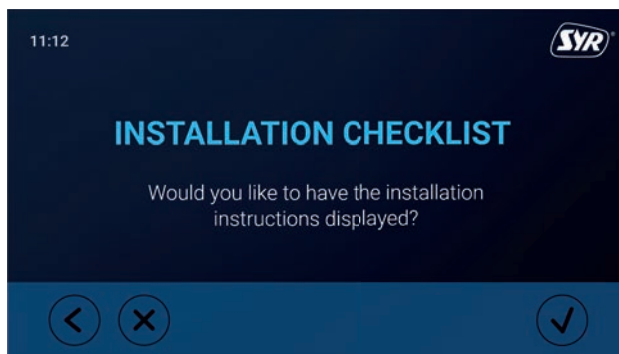 11:12
SYR
INSTALLATION CHECKLIST
Would you like to have the installation
instructions displayed?